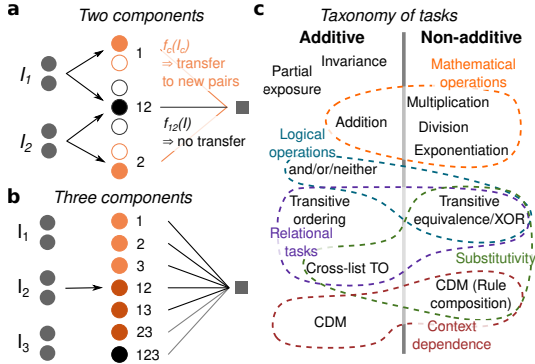 a
Two components
I1
I2
1
12
2
fc(Ic)
⇒ transfer
to new pairs
f12(I)
⇒ no transfer
b
Three components
I1
I2
I3
1
2
3
12
13
23
123
c
Taxonomy of tasks
Additive
Non-additive
Invariance
Partial
exposure
Mathematical
operations
Multiplication
Addition
Division
Exponentiation
Logical
operations
and/or/neither
Transitive
ordering
Transitive
equivalence/XOR
Relational
tasks
Substitutivity
Cross-list TO
CDM (Rule
composition)
CDM
Context
dependence